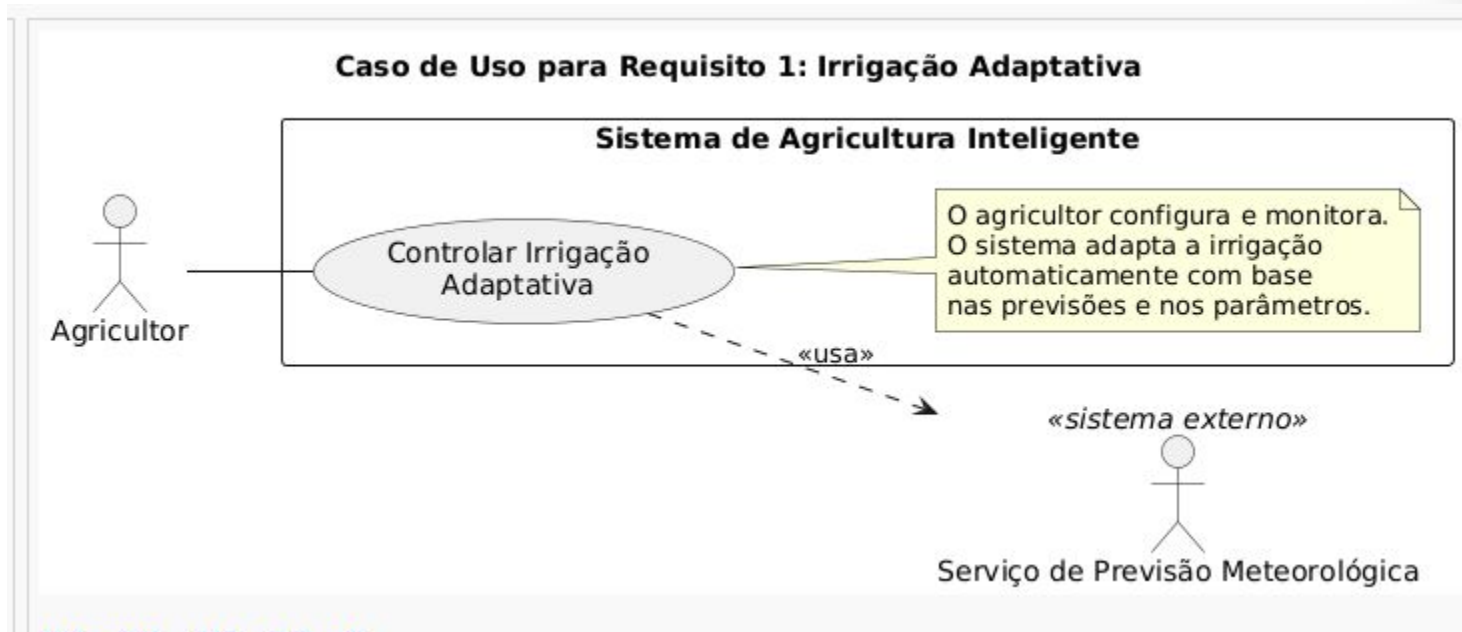 Caso de Uso para Requisito 1: Irrigação Adaptativa
Sistema de Agricultura Inteligente
O agricultor configura e monitora.
O sistema adapta a irrigação
automaticamente com base
nas previsões e nos parâmetros.
Controlar Irrigação
Adaptativa
Agricultor
«usa»
«sistema externo»
Serviço de Previsão Meteorológica